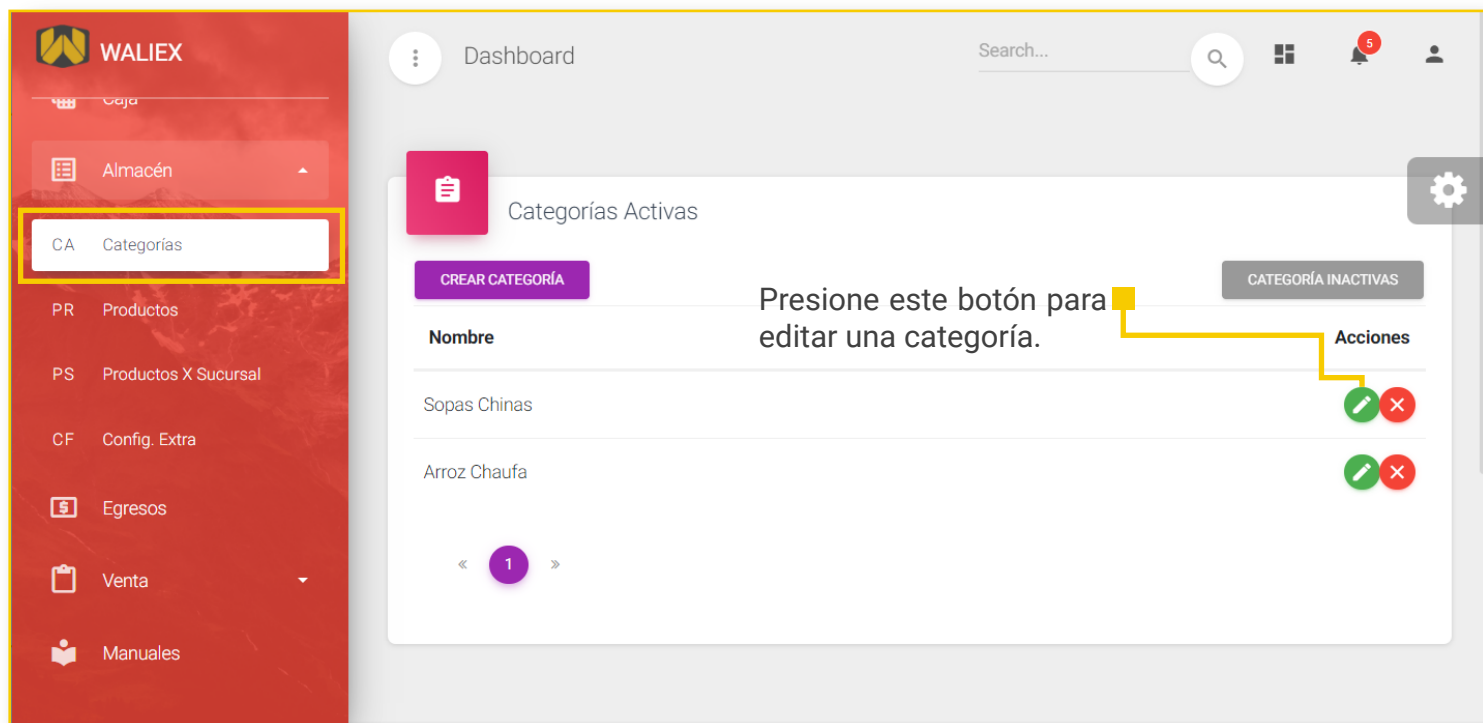 WALIEX
Caja
Almacén
CA Categorías
PR Productos
PS Productos X Sucursal
CF Config. Extra
Egresos
Venta
Manuales
Dashboard
Search...
5
Categorías Activas
CREAR CATEGORÍA
CATEGORÍA INACTIVAS
Presione este botón para
editar una categoría.
Nombre Acciones
Sopas Chinas
Arroz Chaufa
« 1 »